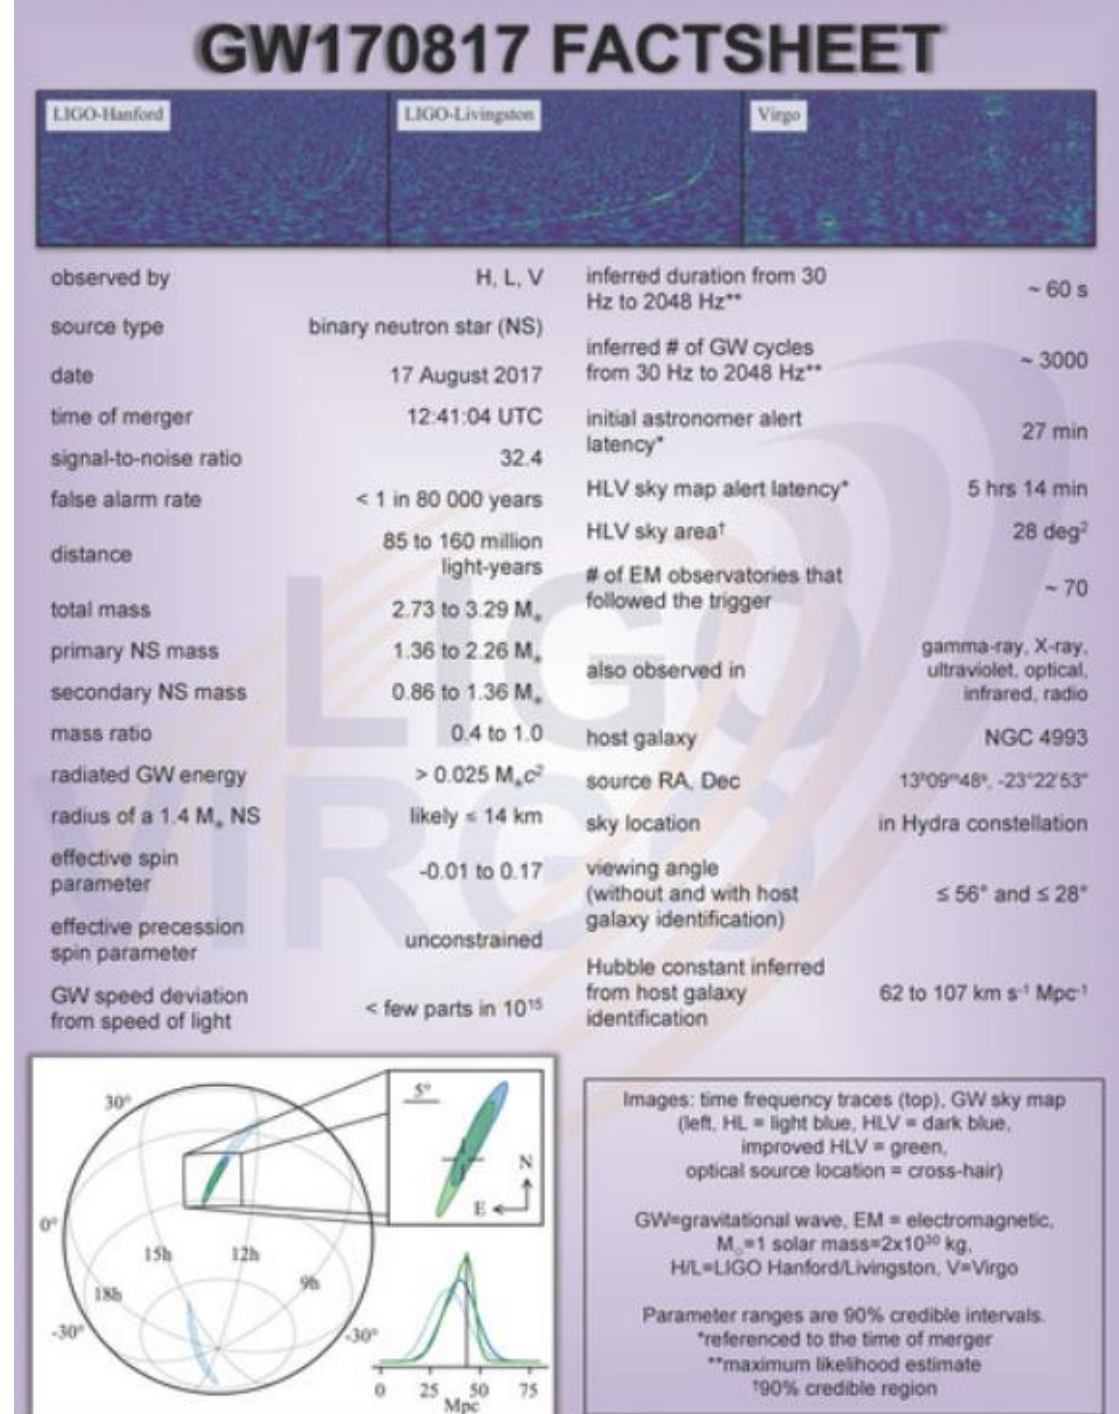 GW170817 FACTSHEET
LIGO-Hanford
LIGO-Livingston
Virgo
observed by H, L, V
source type binary neutron star (NS)
date 17 August 2017
time of merger 12:41:04 UTC
signal-to-noise ratio 32.4
false alarm rate < 1 in 80 000 years
distance 85 to 160 million
light-years
total mass 2.73 to 3.29 M⊙
primary NS mass 1.36 to 2.26 M⊙
secondary NS mass 0.86 to 1.36 M⊙
mass ratio 0.4 to 1.0
radiated GW energy > 0.025 M⊙c²
radius of a 1.4 M⊙ NS likely ≤ 14 km
effective spin
parameter -0.01 to 0.17
effective precession
spin parameter unconstrained
GW speed deviation
from speed of light < few parts in 10¹⁵
inferred duration from 30
Hz to 2048 Hz** ~ 60 s
inferred # of GW cycles
from 30 Hz to 2048 Hz** ~ 3000
initial astronomer alert
latency* 27 min
HLV sky map alert latency* 5 hrs 14 min
HLV sky area† 28 deg²
# of EM observatories that
followed the trigger ~ 70
also observed in gamma-ray, X-ray,
ultraviolet, optical,
infrared, radio
host galaxy NGC 4993
source RA, Dec 13ʰ09ᵐ48ˢ, -23°22'53"
sky location in Hydra constellation
viewing angle
(without and with host
galaxy identification) ≤ 56° and ≤ 28°
Hubble constant inferred
from host galaxy
identification 62 to 107 km s⁻¹ Mpc⁻¹
LIGO
VIRGO
30°
0°
-30°
18h
15h
12h
9h
-30°
5°
N
E
0 25 50 75
Mpc
Images: time frequency traces (top), GW sky map
(left, HL = light blue, HLV = dark blue,
improved HLV = green,
optical source location = cross-hair)
GW=gravitational wave, EM = electromagnetic,
M⊙=1 solar mass=2x10³⁰ kg,
H/L=LIGO Hanford/Livingston, V=Virgo
Parameter ranges are 90% credible intervals.
*referenced to the time of merger
**maximum likelihood estimate
†90% credible region